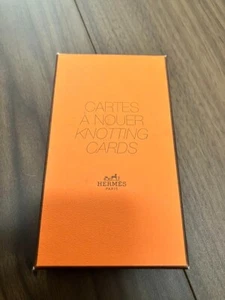 CARTES
À NOUER
KNOTTING
CARDS
HERMÈS
PARIS